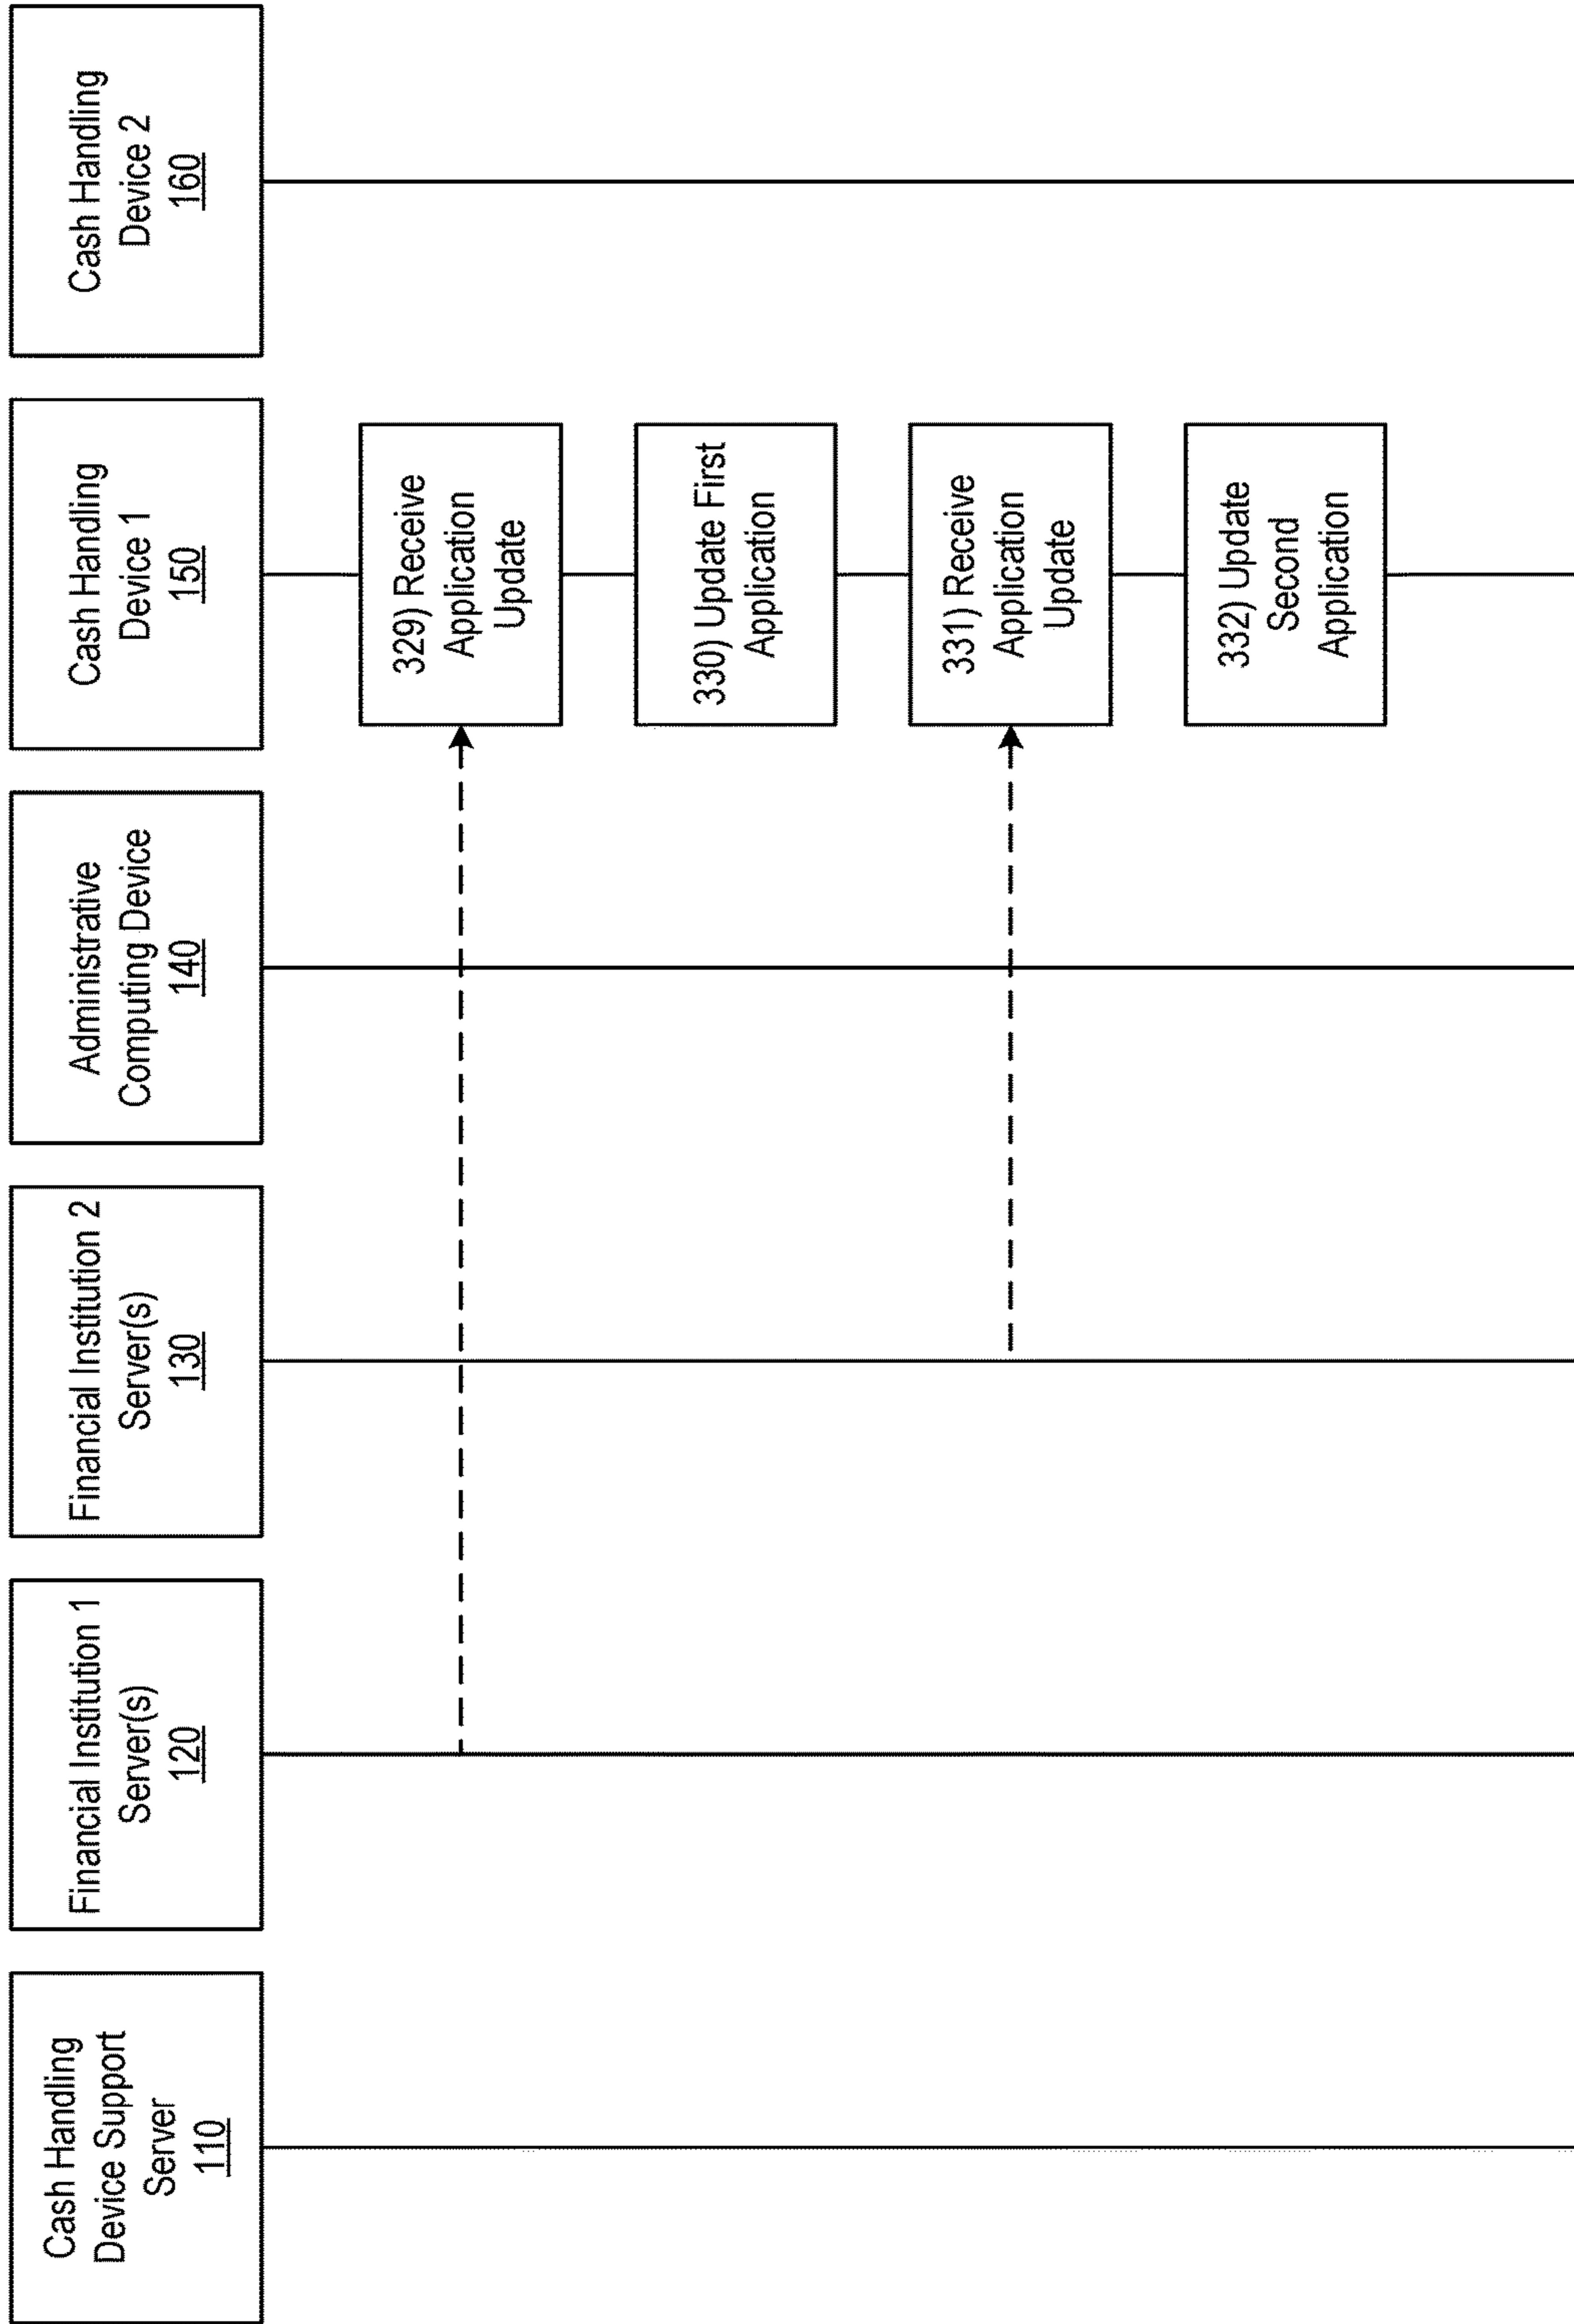 Cash Handling
Device Support
Server
110
Financial Institution 1
Server(s)
120
Financial Institution 2
Server(s)
130
Administrative
Computing Device
140
Cash Handling
Device 1
150
Cash Handling
Device 2
160
329) Receive
Application
Update
330) Update First
Application
331) Receive
Application
Update
332) Update
Second
Application